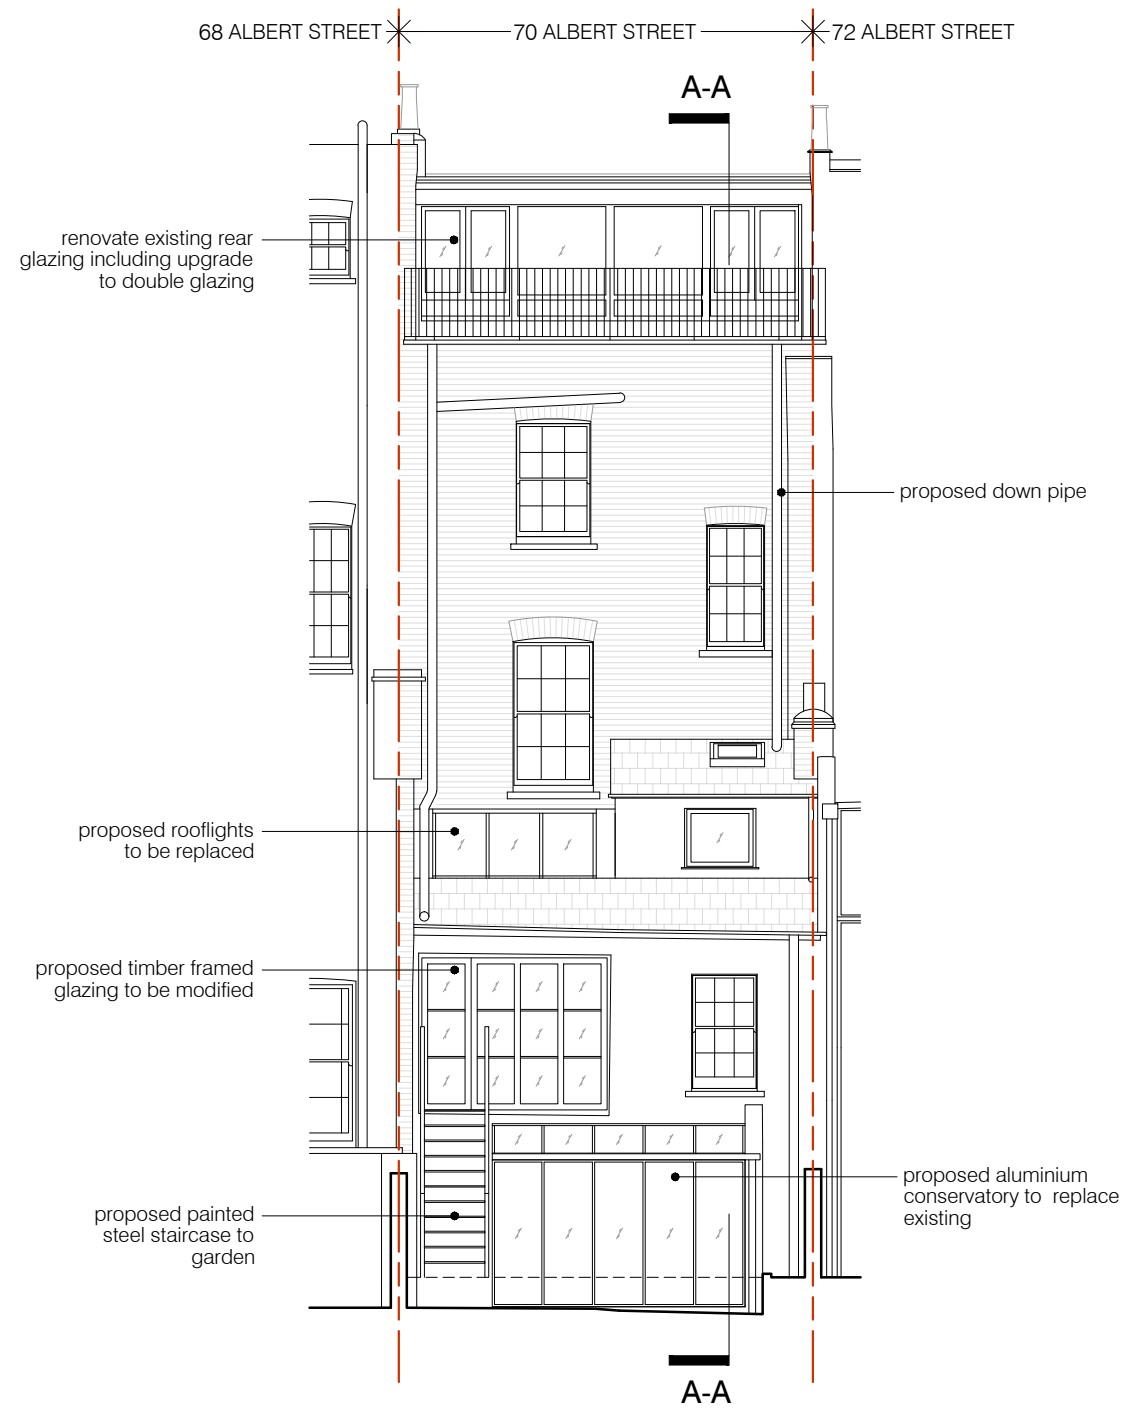 68 ALBERT STREET
70 ALBERT STREET
72 ALBERT STREET
A-A
renovate existing rear
glazing including upgrade
to double glazing
proposed down pipe
proposed rooflights
to be replaced
proposed timber framed
glazing to be modified
proposed aluminium
conservatory to replace
existing
proposed painted
steel staircase to
garden
A-A